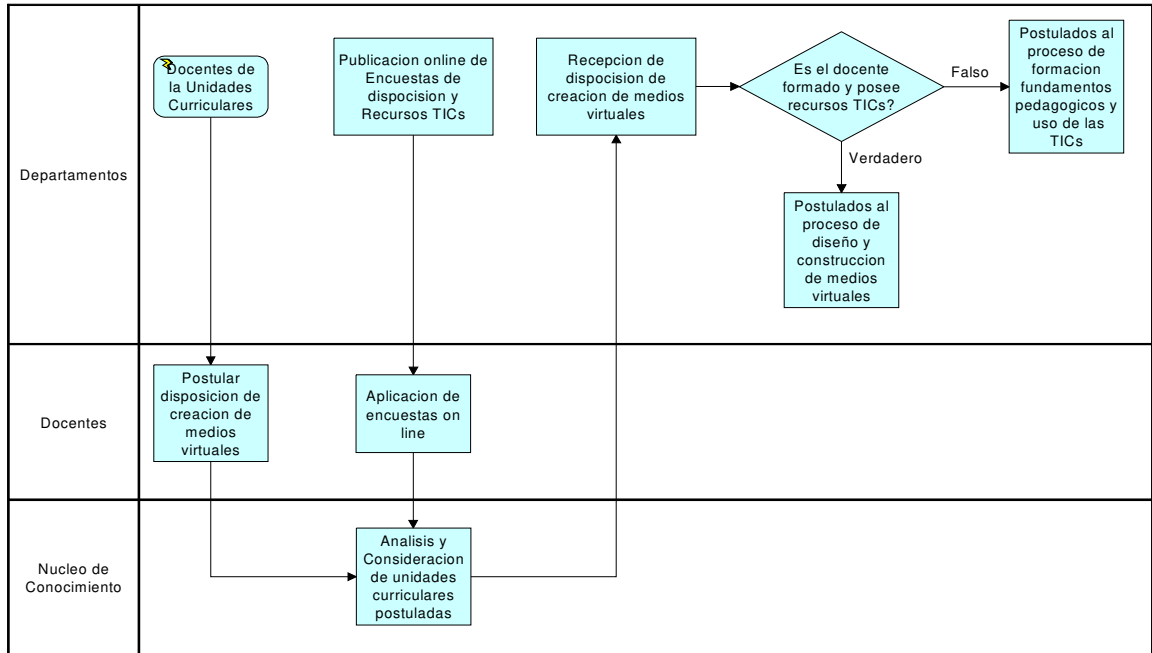 Departamentos
Docentes de
la Unidades
Curriculares
Publicacion online de
Encuestas de
dispocision y
Recursos TICs
Recepcion de
dispocision de
creacion de medios
virtuales
Es el docente
formado y posee
recursos TICs?
Falso
Postulados al
proceso de
formacion
fundamentos
pedagogicos y
uso de las
TICs
Verdadero
Postulados al
proceso de
diseño y
construccion
de medios
virtuales
Docentes
Postular
disposicion de
creacion de
medios
virtuales
Aplicacion de
encuestas on
line
Nucleo de
Conocimiento
Analisis y
Consideracion
de unidades
curriculares
postuladas